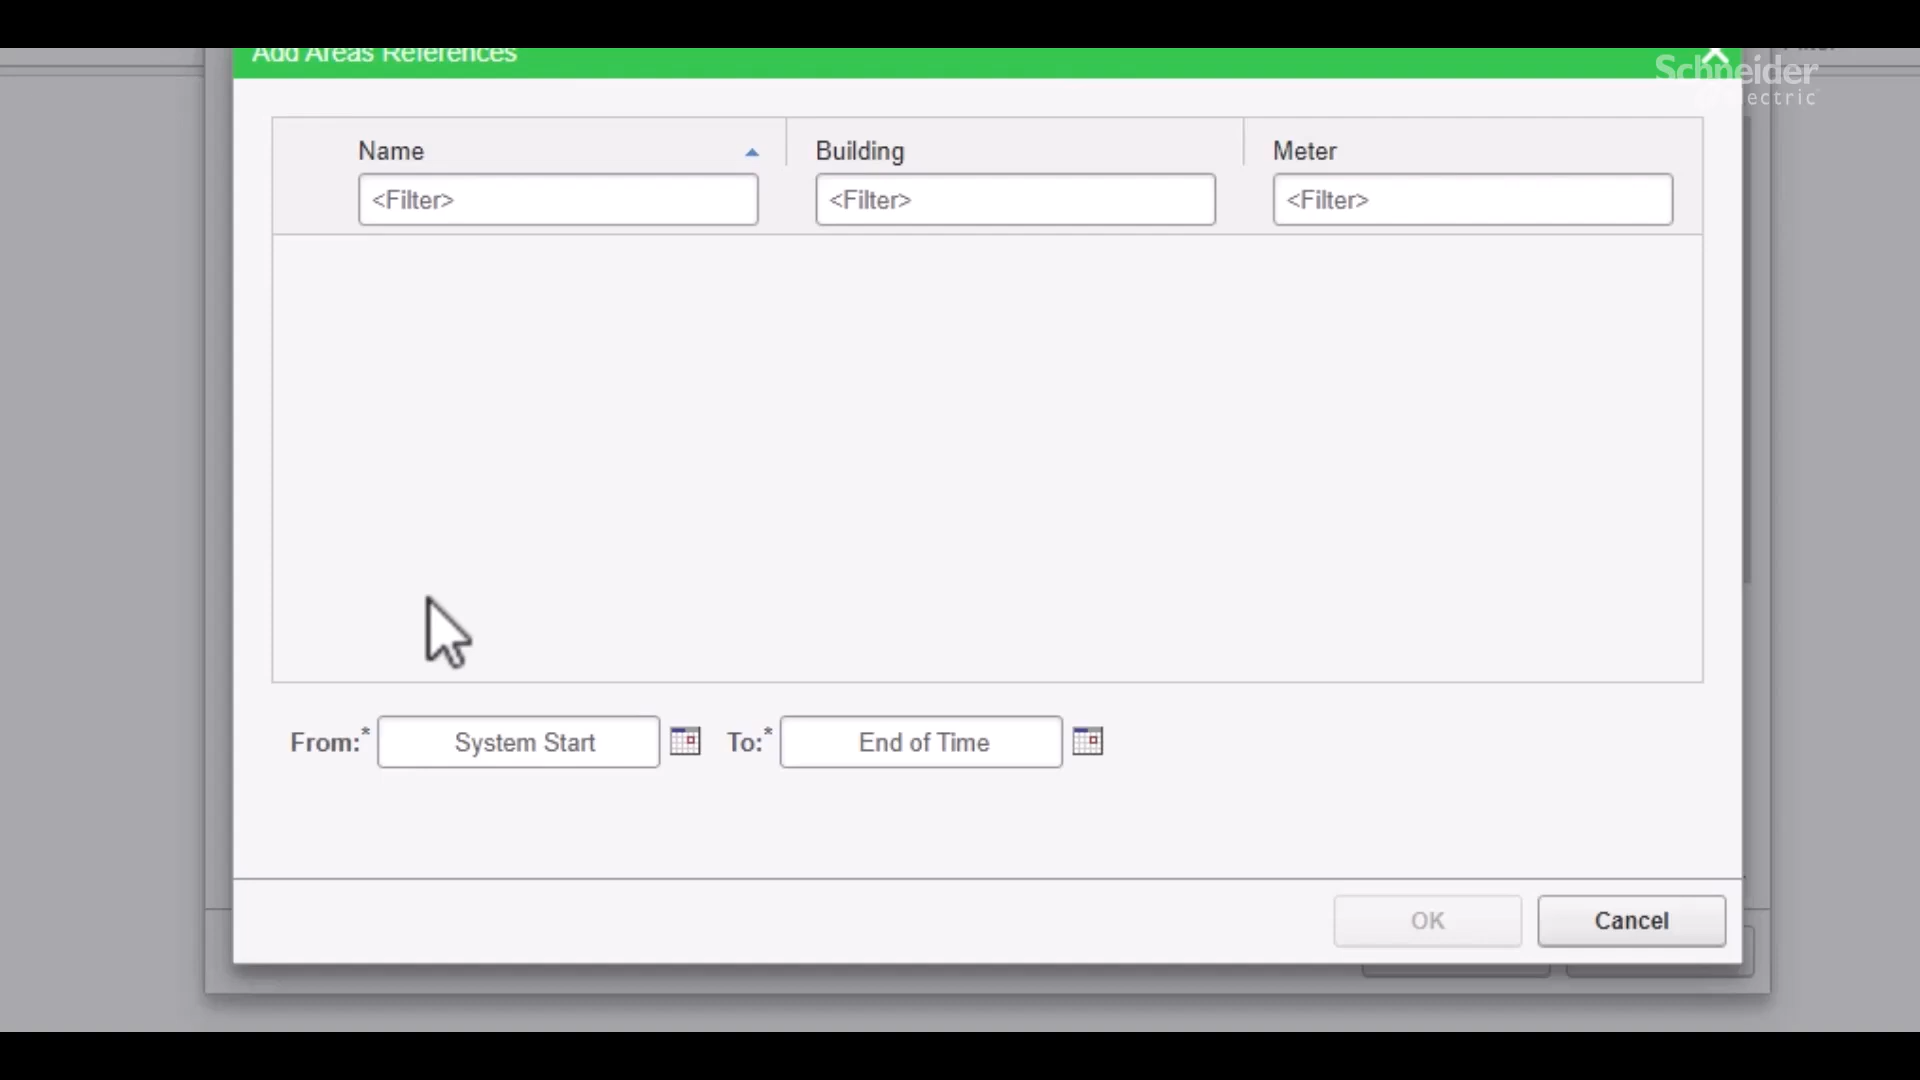 Add Areas References
Schneider
Electric
Name
Building
Meter
<Filter>
<Filter>
<Filter>
From:*
System Start
To:*
End of Time
OK
Cancel